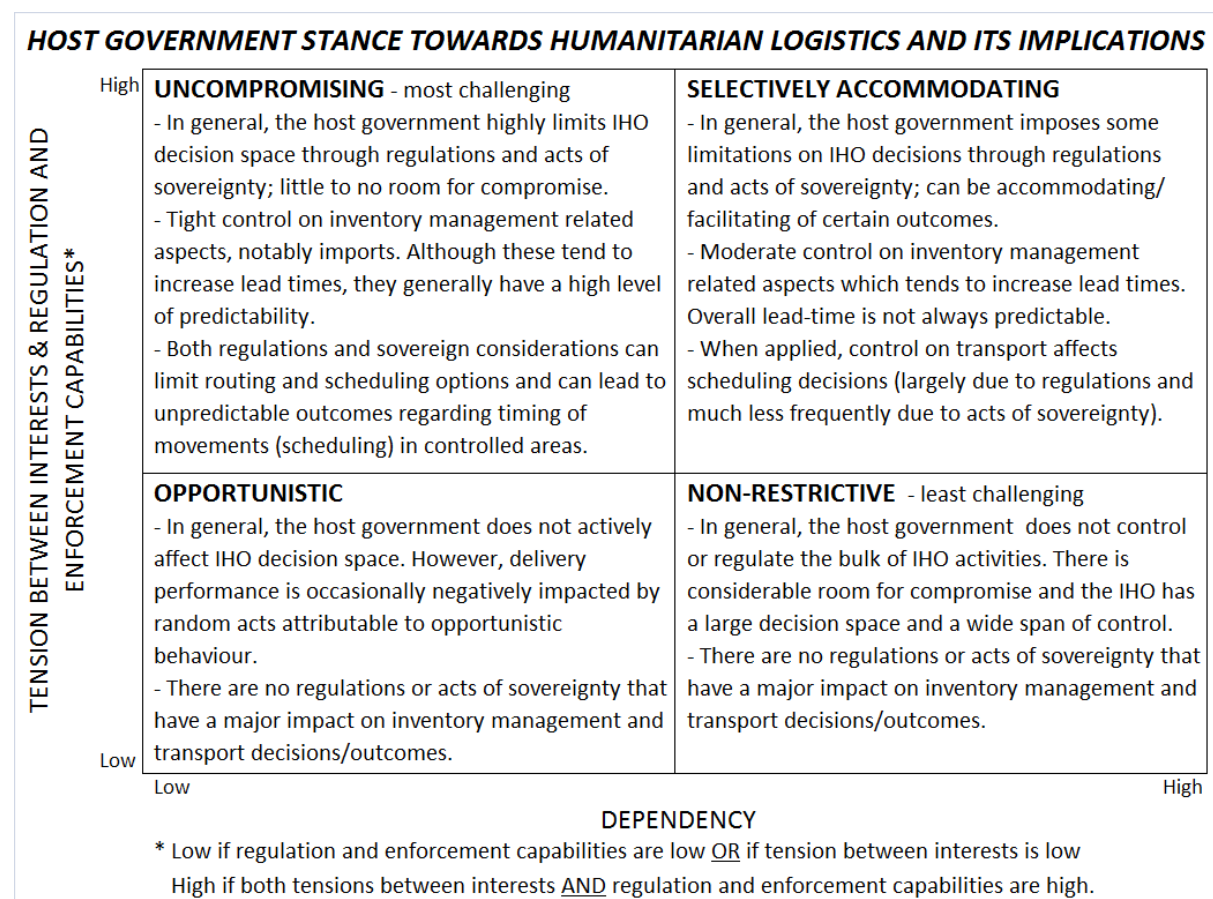 HOST GOVERNMENT STANCE TOWARDS HUMANITARIAN LOGISTICS AND ITS IMPLICATIONS
TENSION BETWEEN INTERESTS & REGULATION AND
ENFORCEMENT CAPABILITIES*
High
UNCOMPROMISING - most challenging
- In general, the host government highly limits IHO
decision space through regulations and acts of
sovereignty; little to no room for compromise.
- Tight control on inventory management related
aspects, notably imports. Although these tend to
increase lead times, they generally have a high level
of predictability.
- Both regulations and sovereign considerations can
limit routing and scheduling options and can lead to
unpredictable outcomes regarding timing of
movements (scheduling) in controlled areas.
SELECTIVELY ACCOMMODATING
- In general, the host government imposes some
limitations on IHO decisions through regulations
and acts of sovereignty; can be accommodating/
facilitating of certain outcomes.
- Moderate control on inventory management
related aspects which tends to increase lead times.
Overall lead-time is not always predictable.
- When applied, control on transport affects
scheduling decisions (largely due to regulations and
much less frequently due to acts of sovereignty).
OPPORTUNISTIC
- In general, the host government does not actively
affect IHO decision space. However, delivery
performance is occasionally negatively impacted by
random acts attributable to opportunistic
behaviour.
- There are no regulations or acts of sovereignty that
have a major impact on inventory management and
transport decisions/outcomes.
NON-RESTRICTIVE - least challenging
- In general, the host government does not control
or regulate the bulk of IHO activities. There is
considerable room for compromise and the IHO has
a large decision space and a wide span of control.
- There are no regulations or acts of sovereignty that
have a major impact on inventory management and
transport decisions/outcomes.
Low
Low
High
DEPENDENCY
* Low if regulation and enforcement capabilities are low OR if tension between interests is low
High if both tensions between interests AND regulation and enforcement capabilities are high.